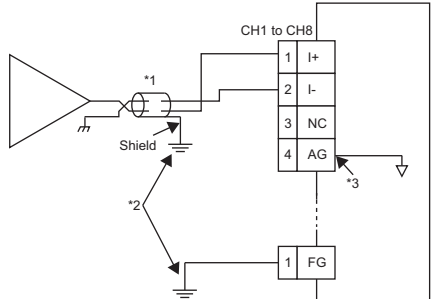 CH1 to CH8
*1
1 I+
2 I-
3 NC
Shield
4 AG
*3
*2
1 FG